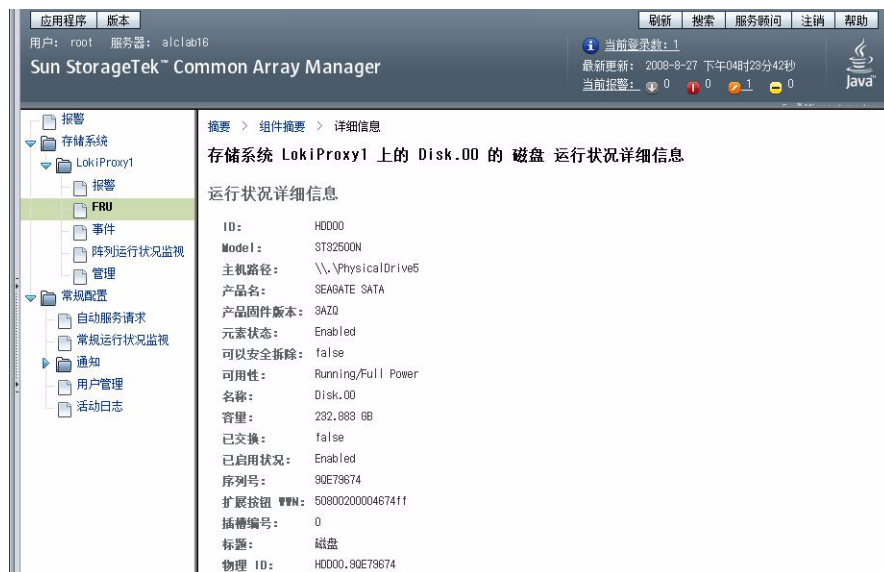 应用程序 版本 刷新 搜索 服务顾问 注销 帮助
用户： root 服务器： alclab16 当前登录数: 1
Sun StorageTek™ Common Array Manager 最新更新： 2008-8-27 下午04时23分42秒
当前报警: 0 0 1 0 Java
报警
存储系统
LokiProxy1
报警
FRU
事件
阵列运行状况监视
管理
常规配置
自动服务请求
常规运行状况监视
通知
用户管理
活动日志
摘要 > 组件摘要 > 详细信息
存储系统 LokiProxy1 上的 Disk.00 的 磁盘 运行状况详细信息
运行状况详细信息
ID: HDD00
Model: ST32500N
主机路径: \\.\PhysicalDrive5
产品名: SEAGATE SATA
产品固件版本: 3AZQ
元素状态: Enabled
可以安全拆除: false
可用性: Running/Full Power
名称: Disk.00
容里: 232.883 GB
已交换: false
已启用状况: Enabled
序列号: 9QE79674
扩展按钮 WWN: 50800200004674ff
插槽编号: 0
标题: 磁盘
物理 ID: HDD00.9QE79674